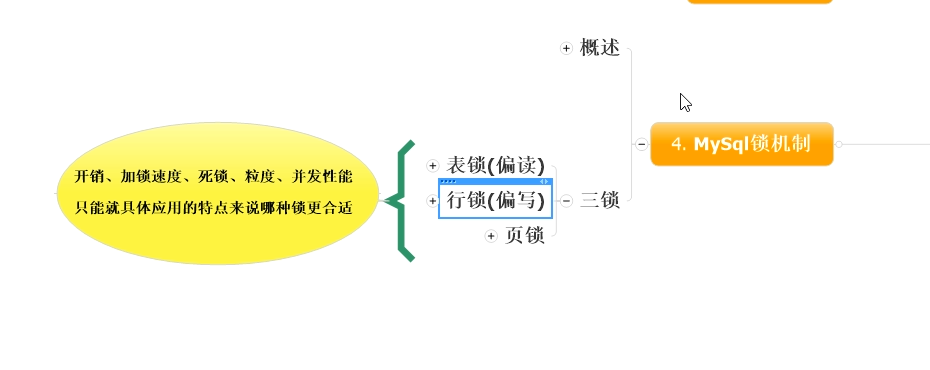 概述
4. MySql锁机制
表锁(偏读)
开销、加锁速度、死锁、粒度、并发性能
行锁(偏写)
三锁
只能就具体应用的特点来说哪种锁更合适
页锁